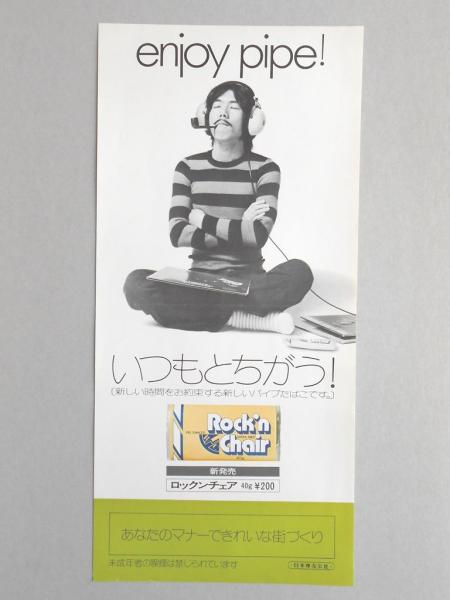 enjoy pipe!
いつもとちがう!
(新しい時間をお約束する新しいパイプたばこです。)
Rock'n
Chair
新発売
ロックンチェア 40g ¥200
あなたのマナーできれいな街づくり
未成年者の喫煙は禁じられています
日本専売公社